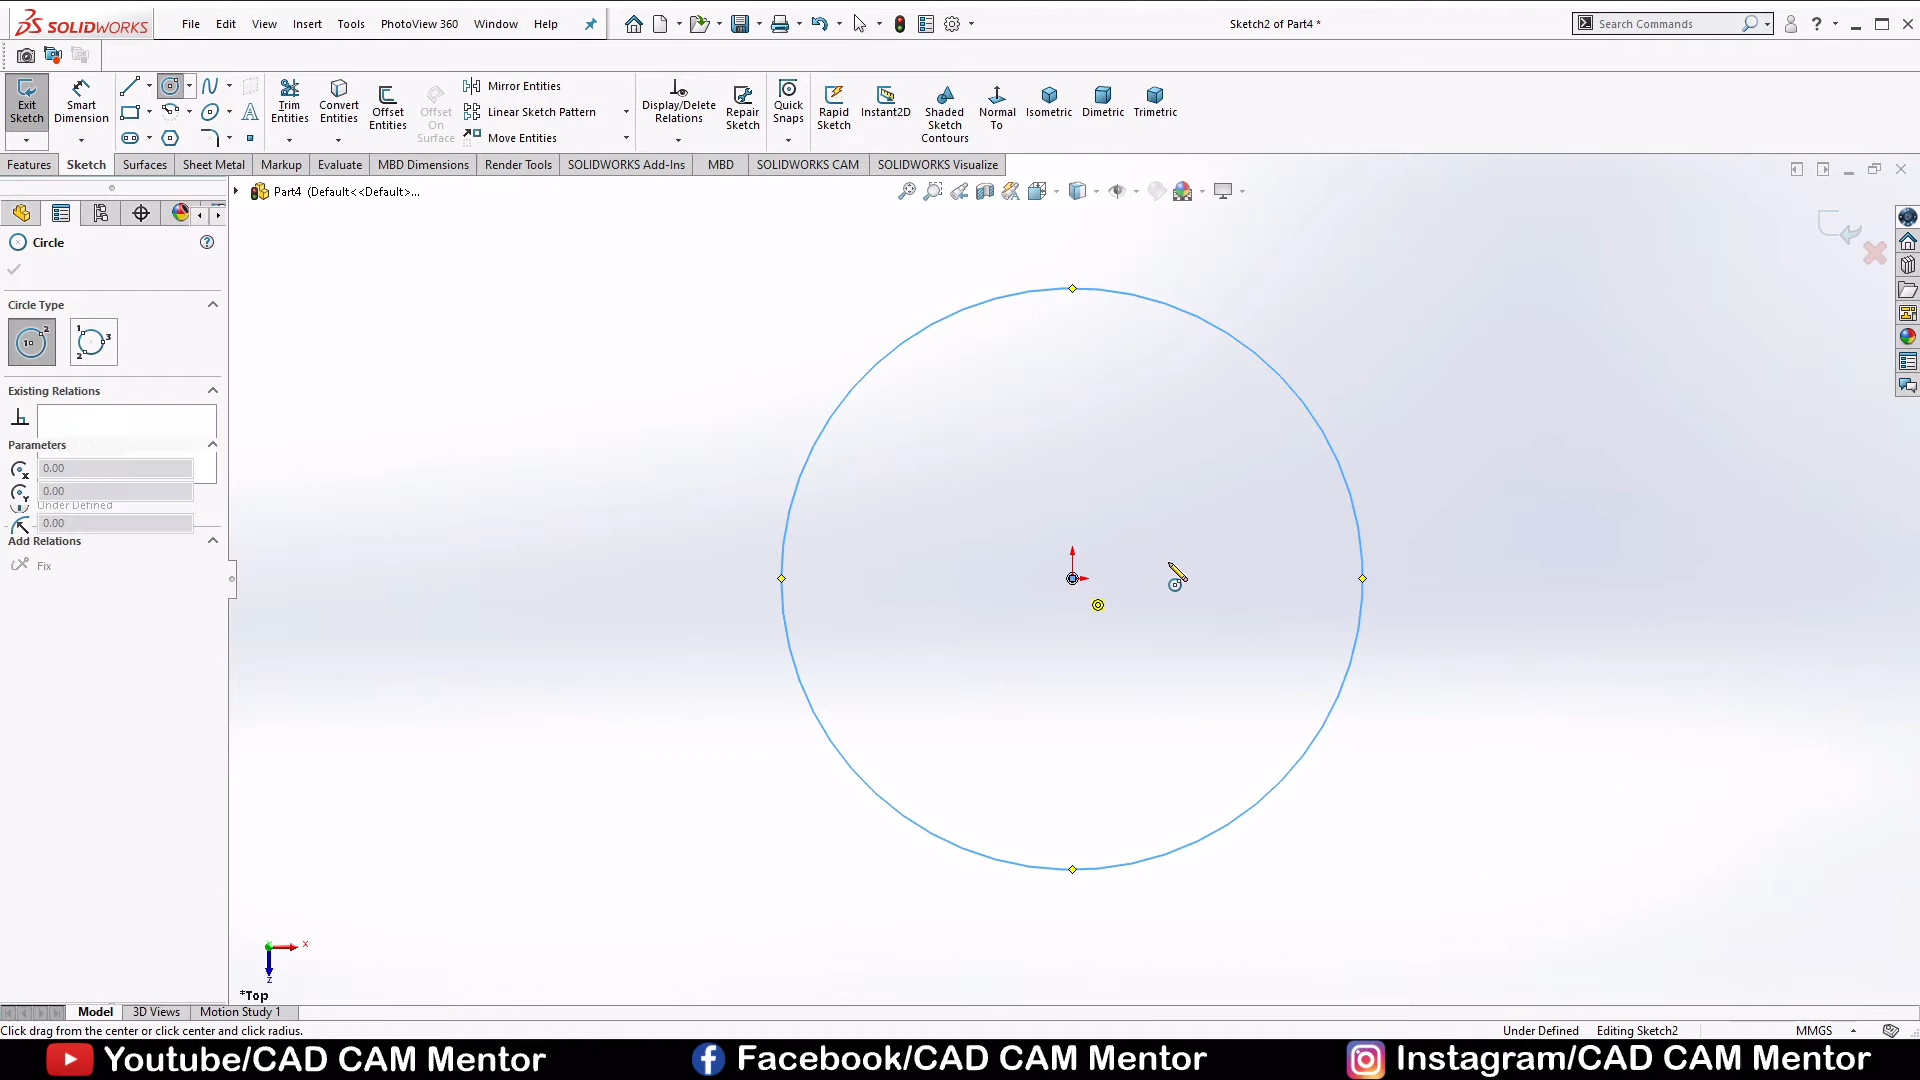 SOLIDWORKS File Edit View Insert Tools PhotoView 360 Window Help Sketch2 of Part4 * Search Commands ?
Exit Sketch Smart Dimension Trim Entities Convert Entities Offset Entities Offset On Surface Mirror Entities Linear Sketch Pattern Move Entities Display/Delete Relations Repair Sketch Quick Snaps Rapid Sketch Instant2D Shaded Sketch Contours Normal To Isometric Dimetric Trimetric
Features Sketch Surfaces Sheet Metal Markup Evaluate MBD Dimensions Render Tools SOLIDWORKS Add-Ins MBD SOLIDWORKS CAM SOLIDWORKS Visualize
Part4 (Default<<Default>...
Circle
Circle Type
Existing Relations
Parameters
0.00
0.00
Under Defined
0.00
Add Relations
Fix
x
z
*Top
Model 3D Views Motion Study 1
Click drag from the center or click center and click radius. Under Defined Editing Sketch2 MMGS
Youtube/CAD CAM Mentor Facebook/CAD CAM Mentor Instagram/CAD CAM Mentor